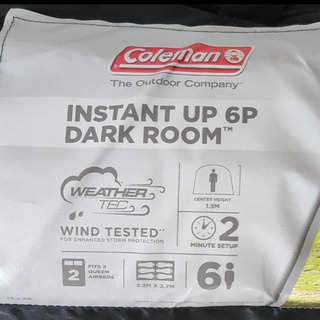 Coleman
The Outdoor Company™
INSTANT UP 6P
DARK ROOM™
WEATHER
TEC
WIND TESTED**
FOR ENHANCED STORM PROTECTION
CENTER HEIGHT
1.9M
2
MINUTE SETUP
2
FITS 2
QUEEN
AIRBEDS
3.3M X 2.7M
6